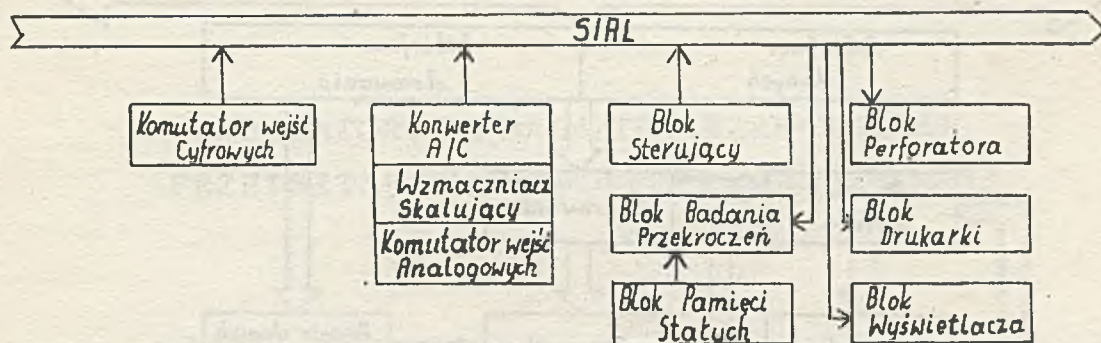 SIAL
Komutator wejść
Cyfrowych
Konwerter
A/C
Wzmacniacz
Skalujący
Komutator wejść
Analogowych
Blok
Sterujący
Blok Badania
Przekroczeń
Blok Pamięci
Stałych
Blok
Perforatora
Blok
Drukarki
Blok
Wyświetlacza